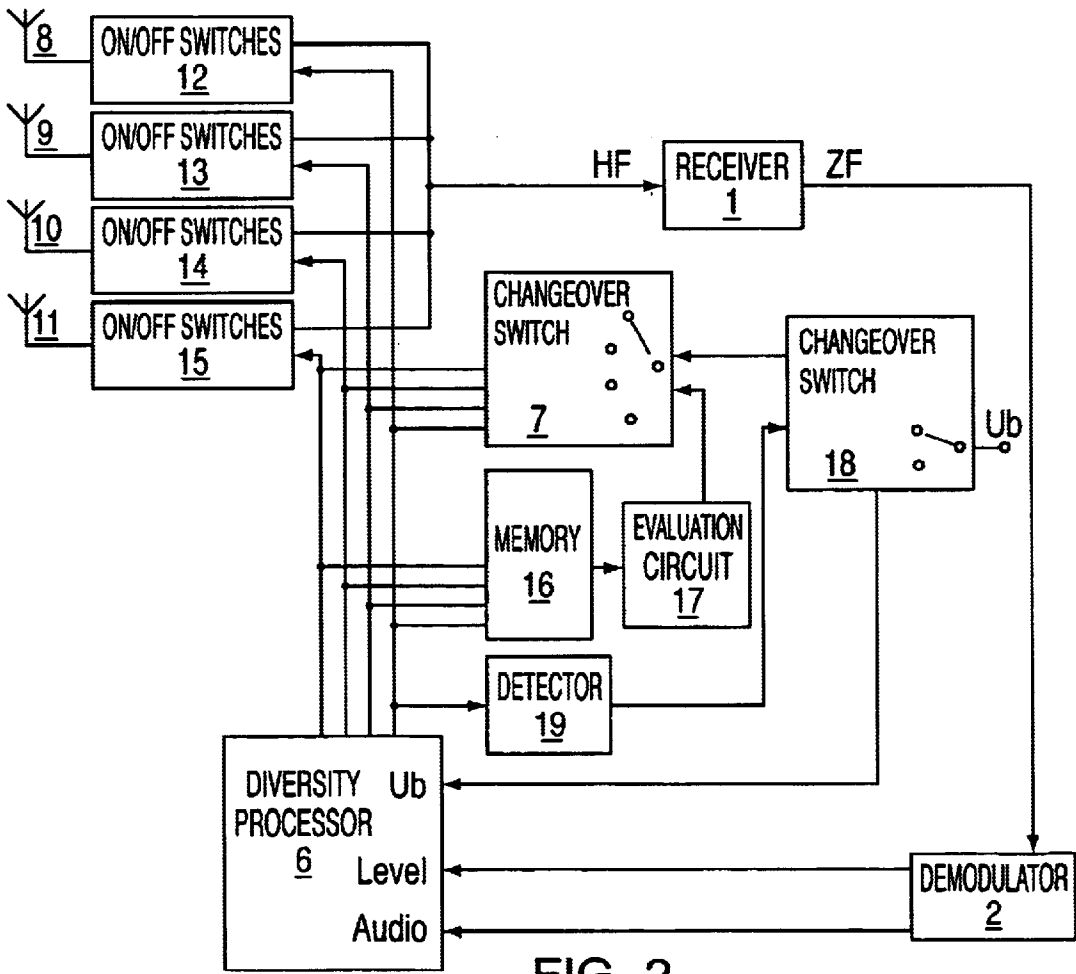 8
ON/OFF SWITCHES
12
9
ON/OFF SWITCHES
13
10
ON/OFF SWITCHES
14
11
ON/OFF SWITCHES
15
HF
RECEIVER
1
ZF
CHANGEOVER
SWITCH
7
CHANGEOVER
SWITCH
18
Ub
MEMORY
16
EVALUATION
CIRCUIT
17
DETECTOR
19
DIVERSITY
PROCESSOR
6
Ub
Level
Audio
DEMODULATOR
2
FIG. 2